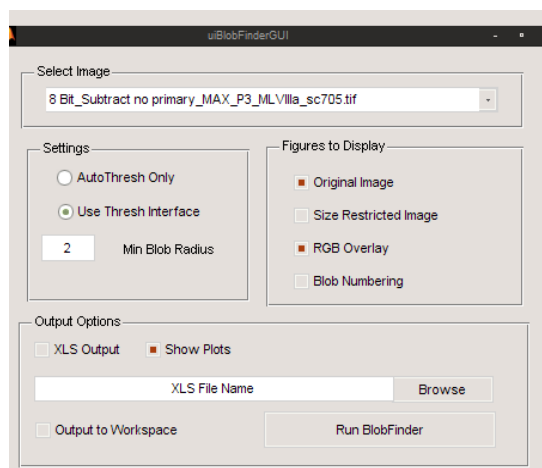 uiBlobFinderGUI
Select Image
8 Bit_Subtract no primary_MAX_P3_MLVIIIa_sc705.tif
Settings
AutoThresh Only
Use Thresh Interface
2 Min Blob Radius
Figures to Display
Original Image
Size Restricted Image
RGB Overlay
Blob Numbering
Output Options
XLS Output Show Plots
XLS File Name Browse
Output to Workspace Run BlobFinder